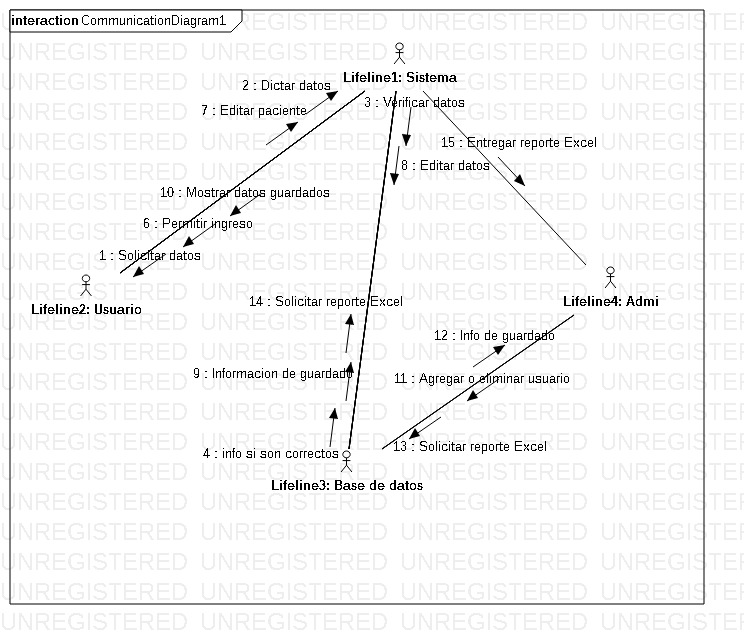 interaction CommunicationDiagram1
Lifeline1: Sistema
2 : Dictar datos
3 : Verificar datos
7 : Editar paciente
15 : Entregar reporte Excel
8 : Editar datos
10 : Mostrar datos guardados
6 : Permitir ingreso
1 : Solicitar datos
Lifeline2: Usuario
14 : Solicitar reporte Excel
Lifeline4: Admi
12 : Info de guardado
9 : Informacion de guardado
11 : Agregar o eliminar usuario
13 : Solicitar reporte Excel
4 : info si son correctos
Lifeline3: Base de datos
UNREGISTERED